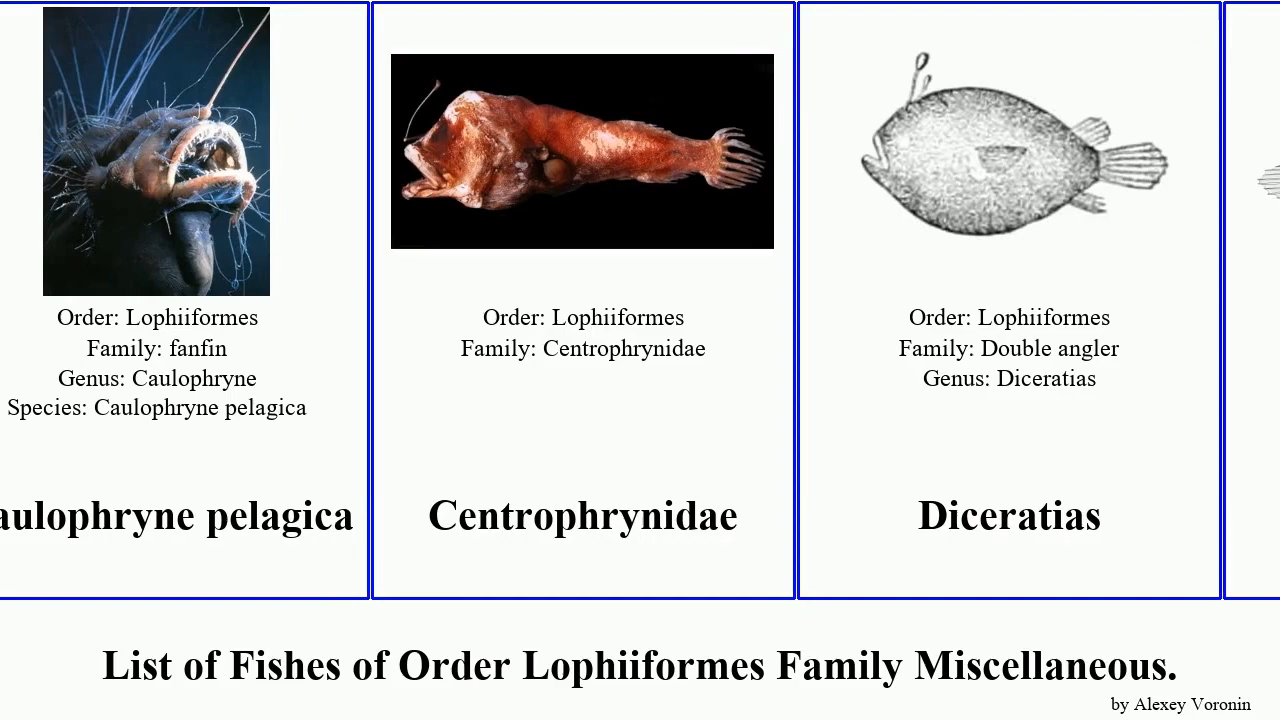 Order: Lophiiformes
Family: fanfin
Genus: Caulophryne
Species: Caulophryne pelagica
aulophryne pelagica
Order: Lophiiformes
Family: Centrophrynidae
Centrophrynidae
Order: Lophiiformes
Family: Double angler
Genus: Diceratias
Diceratias
List of Fishes of Order Lophiiformes Family Miscellaneous.
by Alexey Voronin